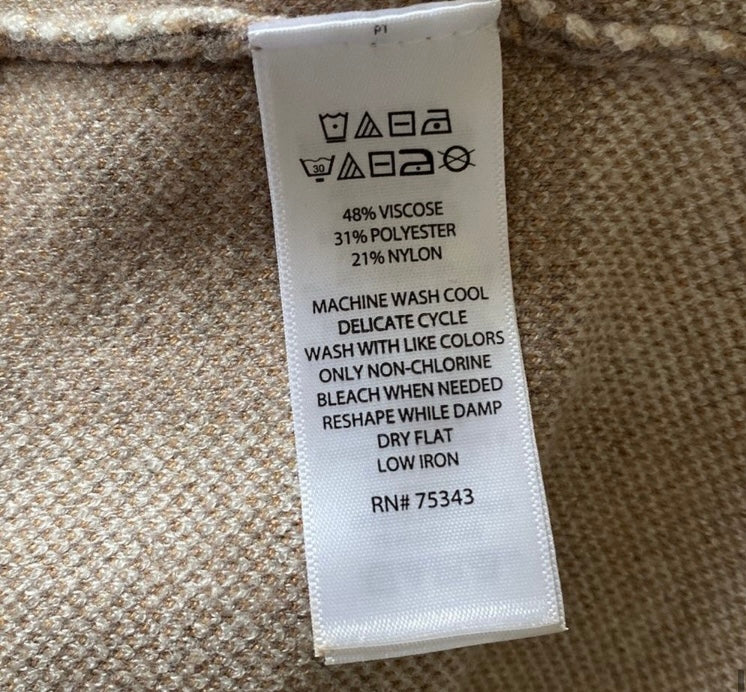 P1
30
48% VISCOSE
31% POLYESTER
21% NYLON
MACHINE WASH COOL
DELICATE CYCLE
WASH WITH LIKE COLORS
ONLY NON-CHLORINE
BLEACH WHEN NEEDED
RESHAPE WHILE DAMP
DRY FLAT
LOW IRON
RN# 75343